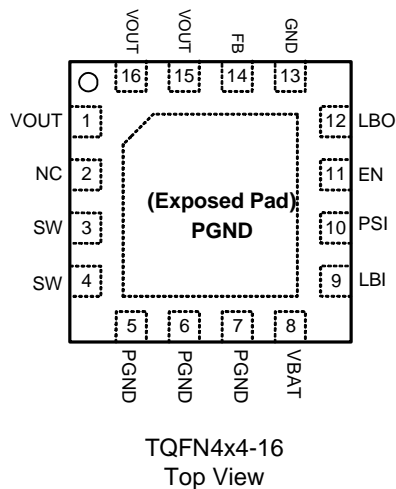 VOUT
VOUT
FB
GND
16
15
14
13
VOUT 1
12 LBO
NC 2
11 EN
(Exposed Pad)
PGND
SW 3
10 PSI
SW 4
9 LBI
5
6
7
8
PGND
PGND
PGND
VBAT
TQFN4x4-16
Top View